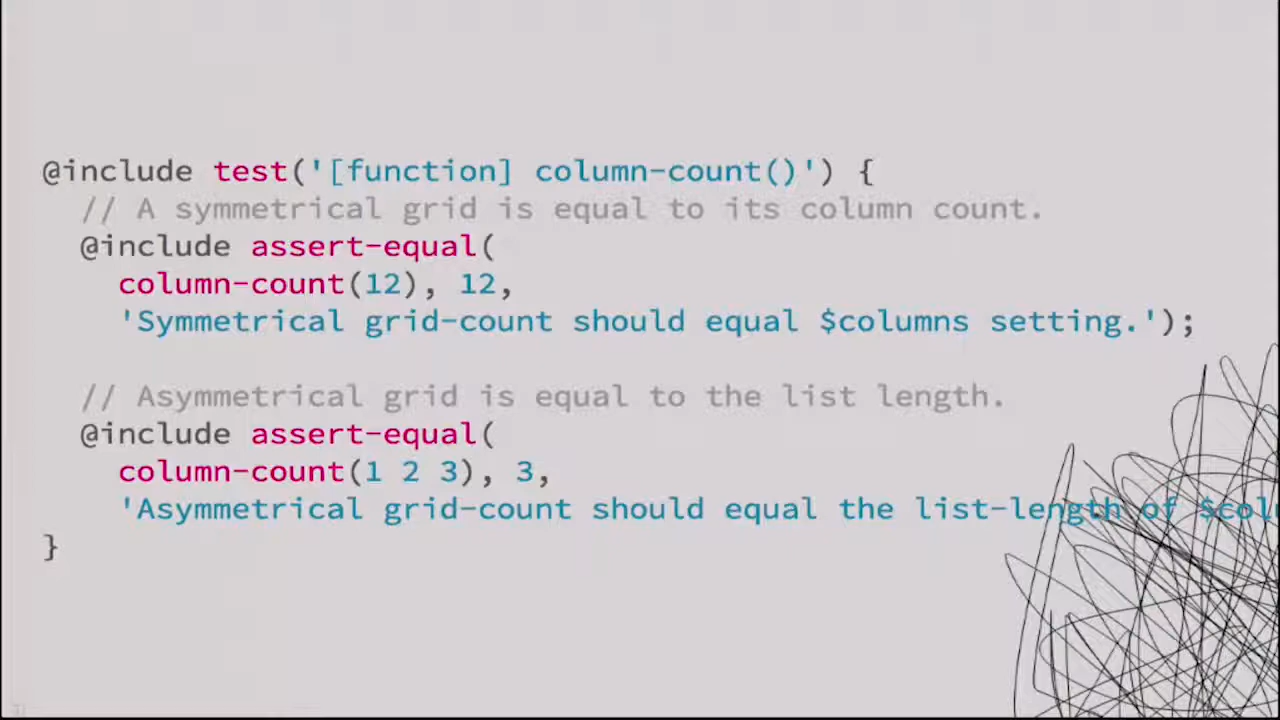 @include test('[function] column-count()') {
// A symmetrical grid is equal to its column count.
@include assert-equal(
column-count(12), 12,
'Symmetrical grid-count should equal $columns setting.');
// Asymmetrical grid is equal to the list length.
@include assert-equal(
column-count(1 2 3), 3,
'Asymmetrical grid-count should equal the list-length of $col
}